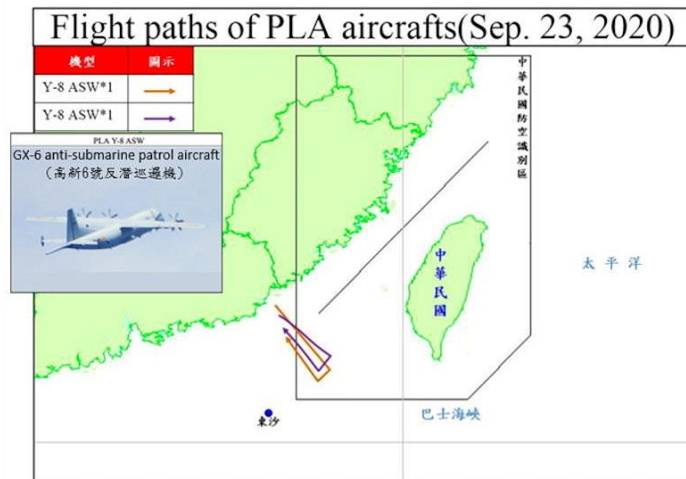 Flight paths of PLA aircrafts(Sep. 23, 2020)
機型 圖示
Y-8 ASW*1
Y-8 ASW*1
PLA Y-8 ASW
GX-6 anti-submarine patrol aircraft
(高新6號反潛巡邏機)
中華民國防空識別區
中華民國
太平洋
巴士海峽
東沙